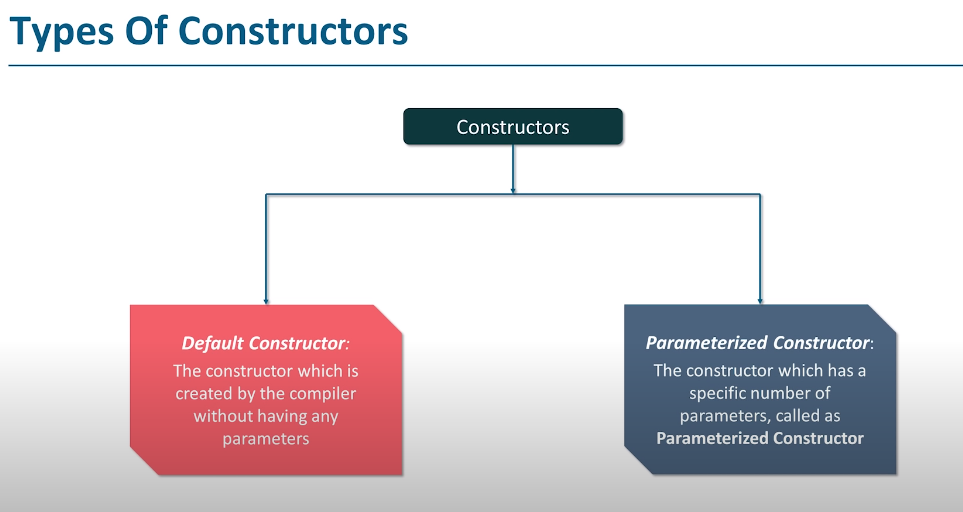 Types Of Constructors
Constructors
Default Constructor:
The constructor which is
created by the compiler
without having any
parameters
Parameterized Constructor:
The constructor which has a
specific number of
parameters, called as
Parameterized Constructor